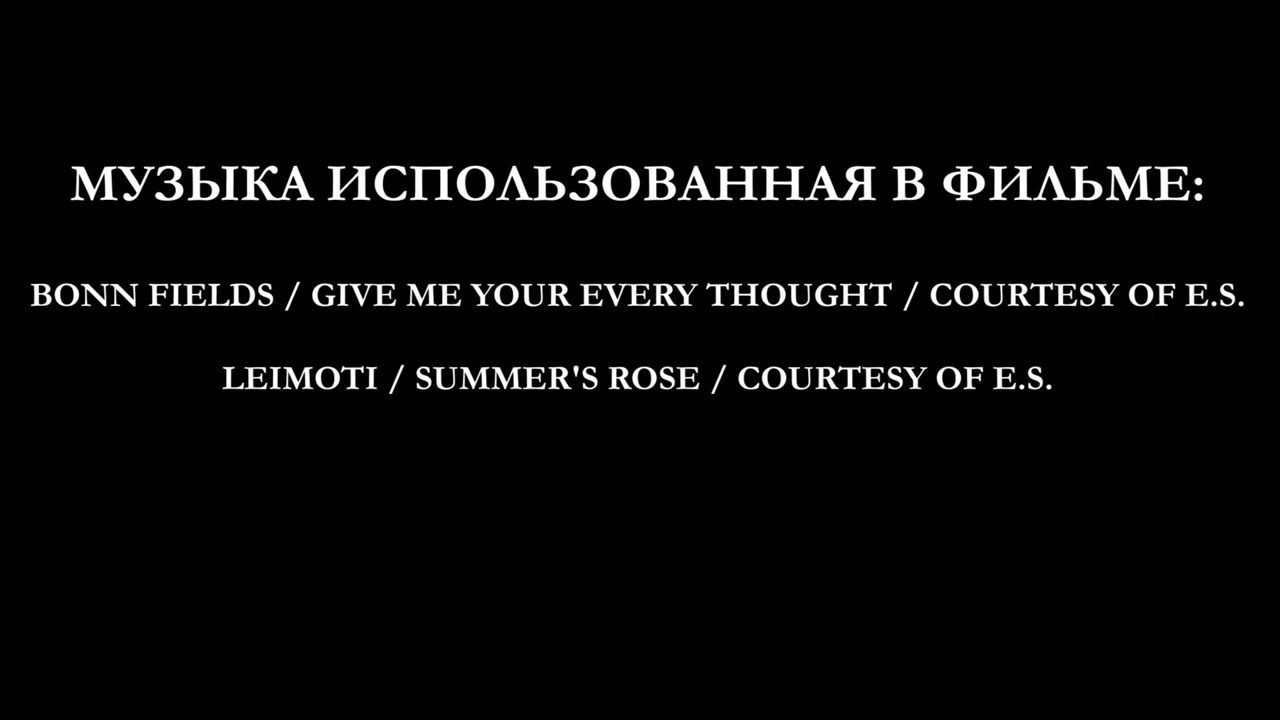 МУЗЫКА ИСПОЛЬЗОВАННАЯ В ФИЛЬМЕ:
BONN FIELDS / GIVE ME YOUR EVERY THOUGHT / COURTESY OF E.S.
LEIMOTI / SUMMER'S ROSE / COURTESY OF E.S.